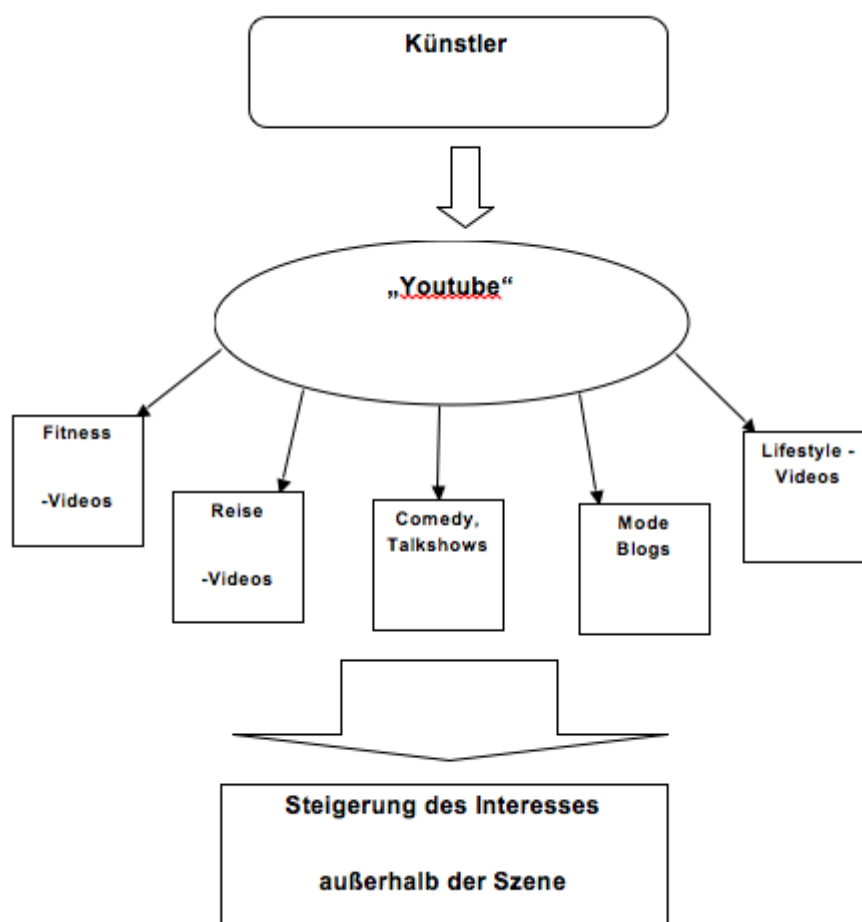 Künstler
„Youtube“
Fitness
-Videos
Reise
-Videos
Comedy,
Talkshows
Mode
Blogs
Lifestyle -
Videos
Steigerung des Interesses
außerhalb der Szene